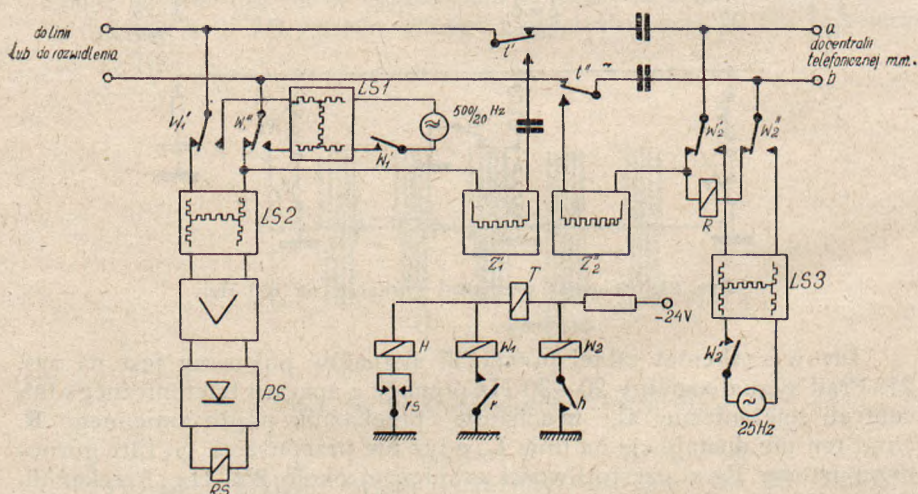 do linii
lub do rozwidlenia
t'
t"
~
a
do centrali
telefonicznej m.m.
b
LS1
500/20 Hz
W₁"
W₁'"
W₁'
W₂'
W₂"
LS2
Z₁'
Z₂"
R
LS3
T
-24V
H
W₁
W₂
rs
r
h
W₂'"
PS
25Hz
RS